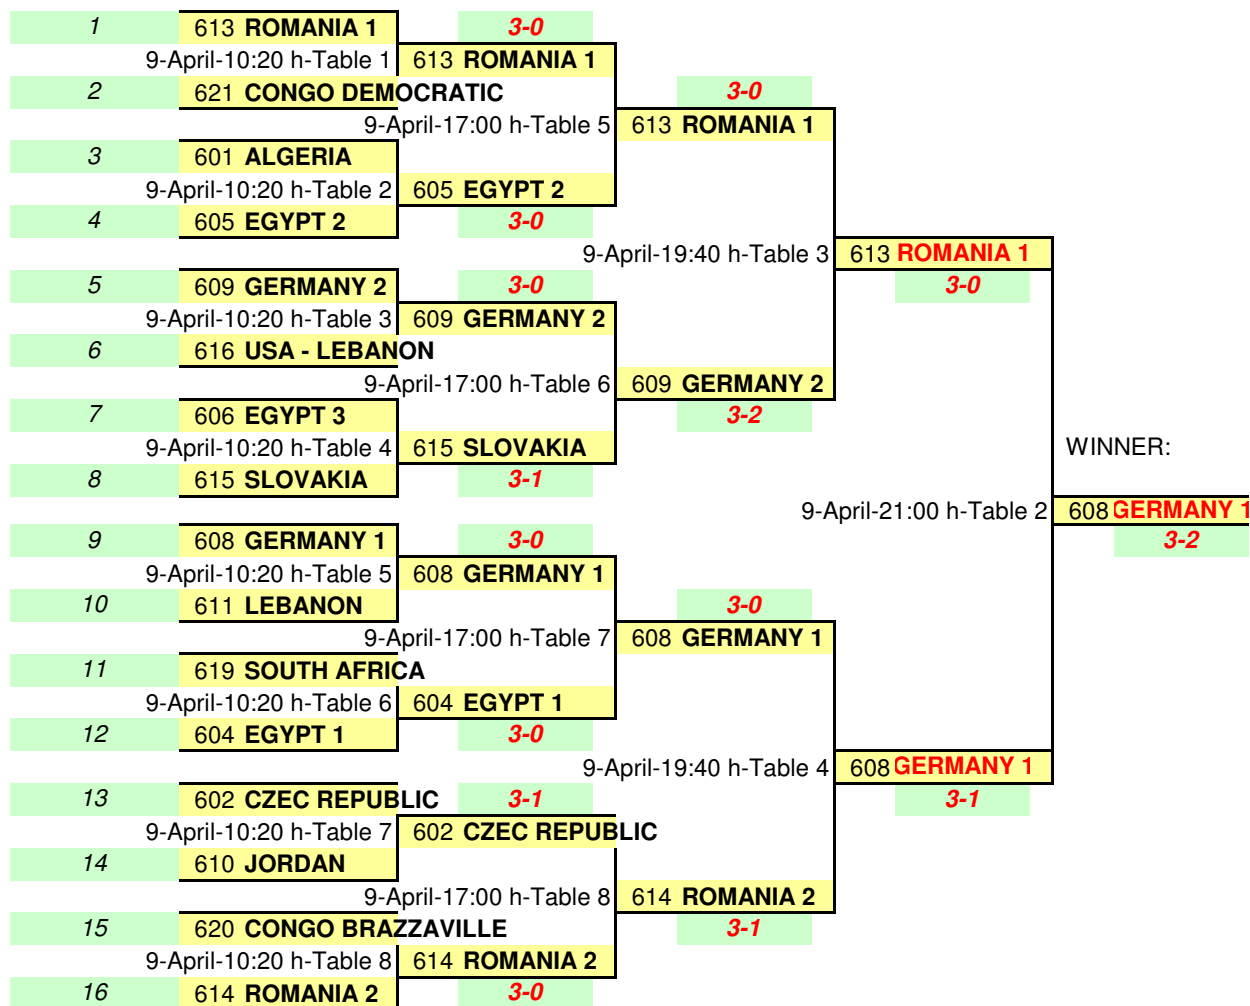 1 613 ROMANIA 1 3-0
9-April-10:20 h-Table 1 613 ROMANIA 1
2 621 CONGO DEMOCRATIC 3-0
9-April-17:00 h-Table 5 613 ROMANIA 1
3 601 ALGERIA
9-April-10:20 h-Table 2 605 EGYPT 2
4 605 EGYPT 2 3-0
9-April-19:40 h-Table 3 613 ROMANIA 1
5 609 GERMANY 2 3-0 3-0
9-April-10:20 h-Table 3 609 GERMANY 2
6 616 USA - LEBANON
9-April-17:00 h-Table 6 609 GERMANY 2
7 606 EGYPT 3 3-2
9-April-10:20 h-Table 4 615 SLOVAKIA WINNER:
8 615 SLOVAKIA 3-1
9-April-21:00 h-Table 2 608 GERMANY 1
9 608 GERMANY 1 3-0 3-2
9-April-10:20 h-Table 5 608 GERMANY 1
10 611 LEBANON 3-0
9-April-17:00 h-Table 7 608 GERMANY 1
11 619 SOUTH AFRICA
9-April-10:20 h-Table 6 604 EGYPT 1
12 604 EGYPT 1 3-0
9-April-19:40 h-Table 4 608 GERMANY 1
13 602 CZEC REPUBLIC 3-1 3-1
9-April-10:20 h-Table 7 602 CZEC REPUBLIC
14 610 JORDAN
9-April-17:00 h-Table 8 614 ROMANIA 2
15 620 CONGO BRAZZAVILLE 3-1
9-April-10:20 h-Table 8 614 ROMANIA 2
16 614 ROMANIA 2 3-0